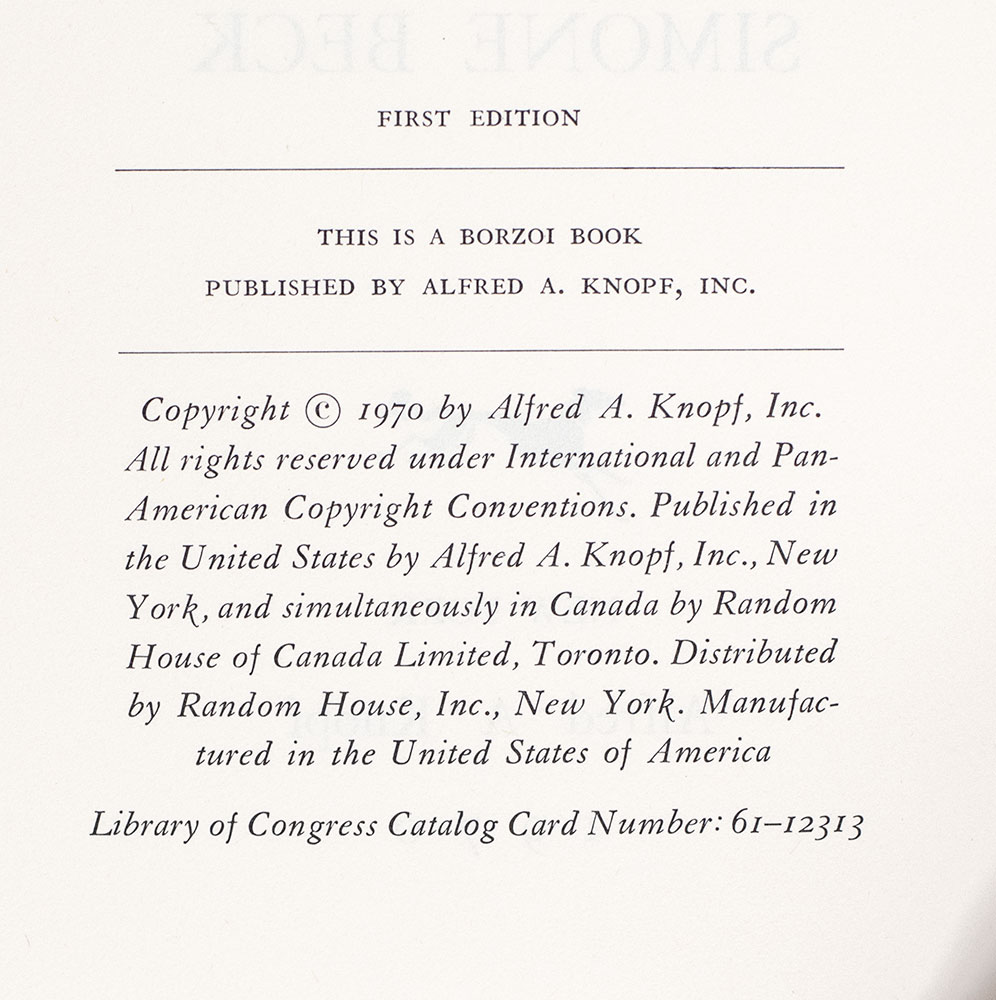 SIMONE BECK
FIRST EDITION
THIS IS A BORZOI BOOK
PUBLISHED BY ALFRED A. KNOPF, INC.
Copyright © 1970 by Alfred A. Knopf, Inc.
All rights reserved under International and Pan-
American Copyright Conventions. Published in
the United States by Alfred A. Knopf, Inc., New
York, and simultaneously in Canada by Random
House of Canada Limited, Toronto. Distributed
by Random House, Inc., New York. Manufac-
tured in the United States of America
Library of Congress Catalog Card Number: 61-12313